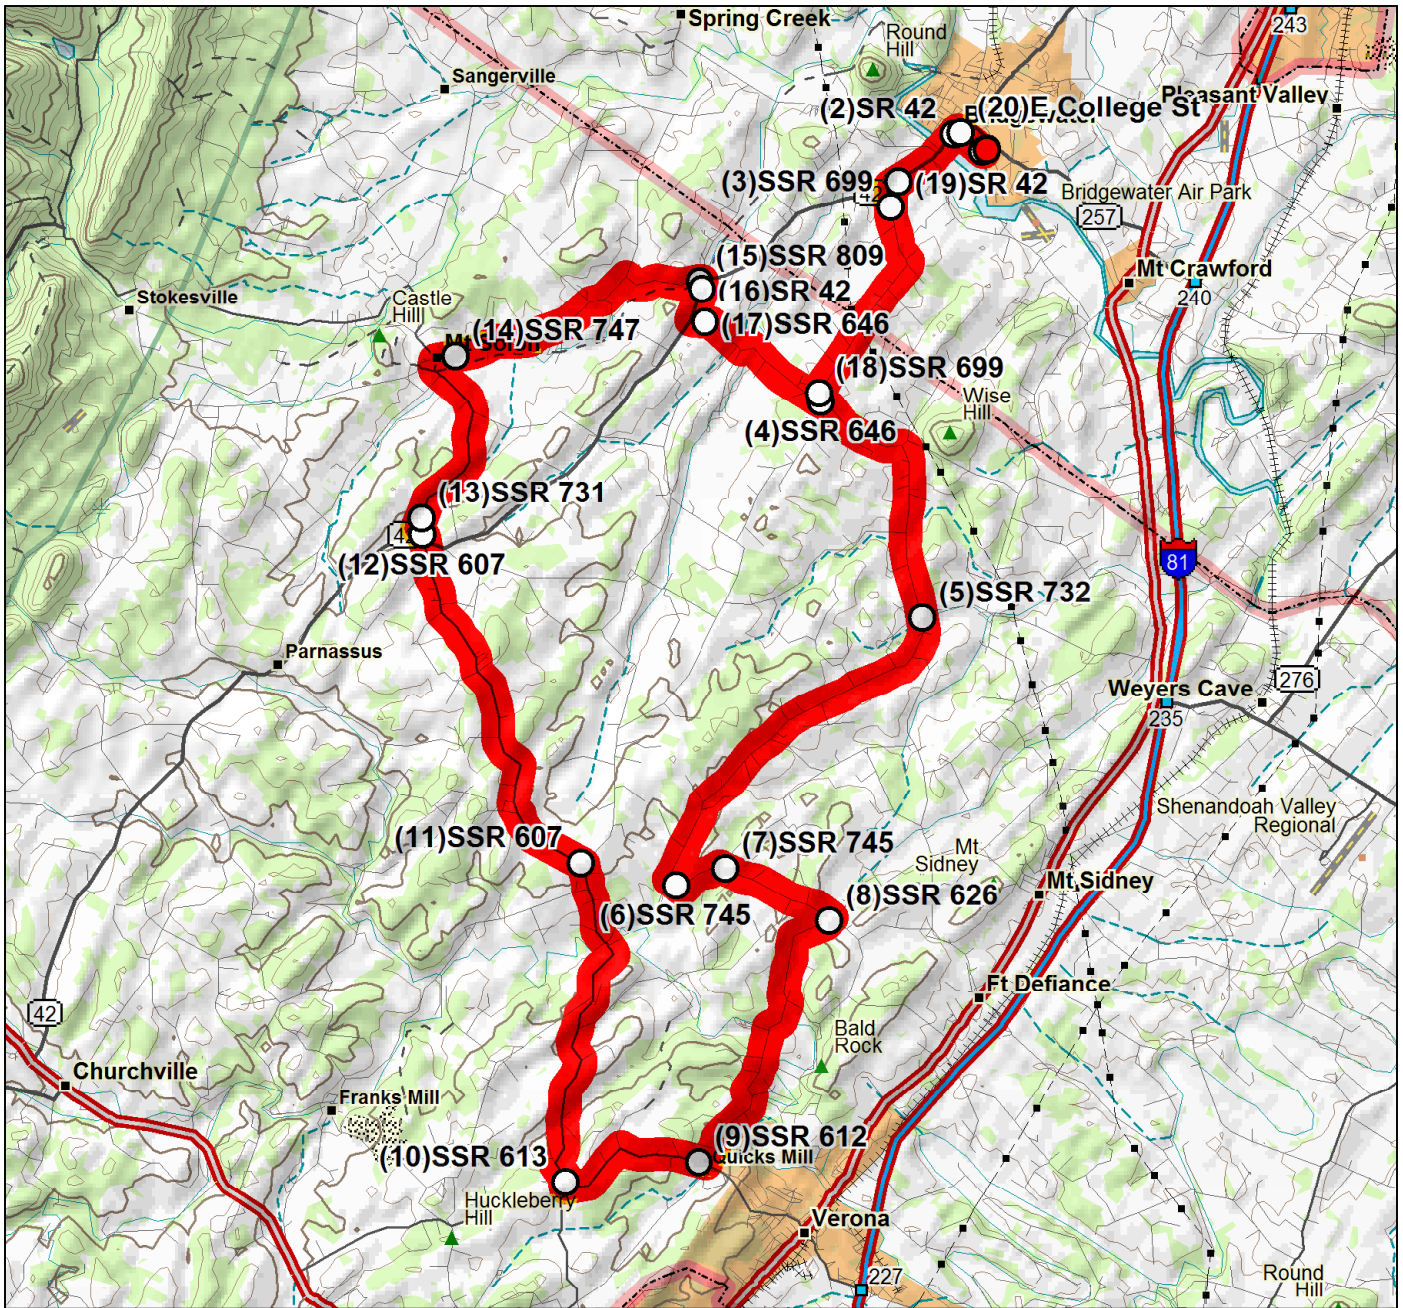 Spring Creek
243
Round
Hill
Sangerville
Pleasant Valley
(2)SR 42
(20)E College St
(3)SSR 699
(19)SR 42
42
Bridgewater Air Park
257
(15)SSR 809
Mt Crawford
Stokesville
Castle
Hill
(16)SR 42
240
(14)SSR 747
(17)SSR 646
(18)SSR 699
Wise
Hill
(4)SSR 646
(13)SSR 731
(12)SSR 607
81
(5)SSR 732
Parnassus
276
Weyers Cave
235
Shenandoah Valley
Regional
(11)SSR 607
(7)SSR 745
Mt
Sidney
Mt Sidney
(8)SSR 626
(6)SSR 745
Ft Defiance
42
Bald
Rock
Churchville
Franks Mill
(9)SSR 612
Quicks Mill
(10)SSR 613
Huckleberry
Hill
Verona
227
Round
Hill